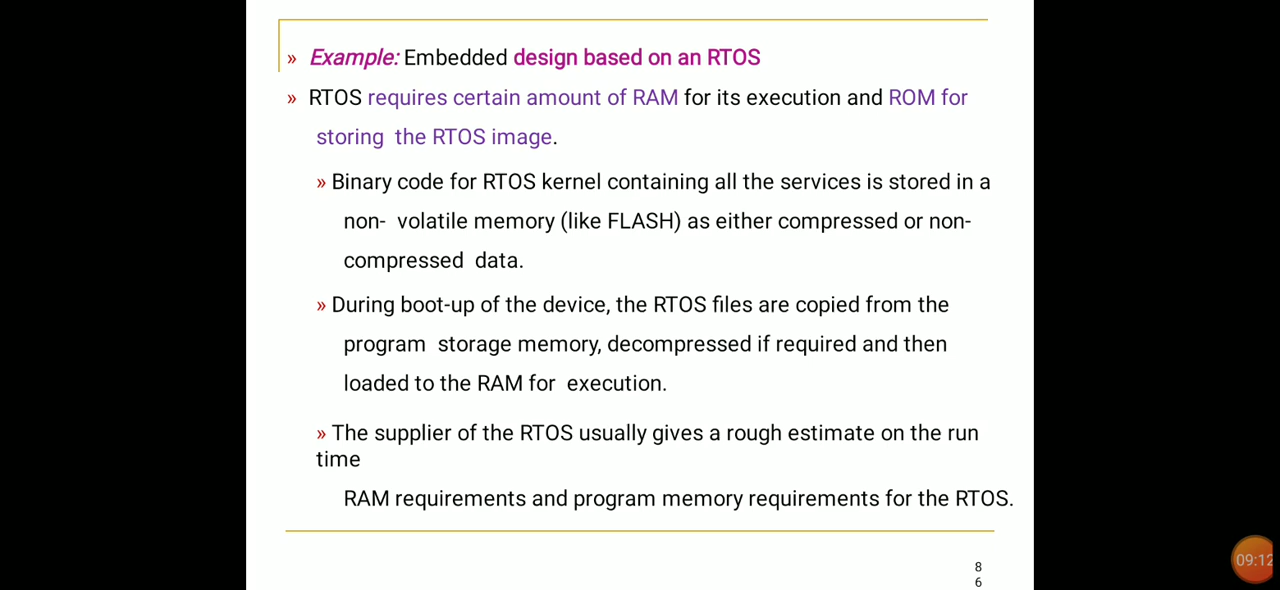 » Example: Embedded design based on an RTOS
» RTOS requires certain amount of RAM for its execution and ROM for
storing the RTOS image.
» Binary code for RTOS kernel containing all the services is stored in a
non- volatile memory (like FLASH) as either compressed or non-
compressed data.
» During boot-up of the device, the RTOS files are copied from the
program storage memory, decompressed if required and then
loaded to the RAM for execution.
» The supplier of the RTOS usually gives a rough estimate on the run
time
RAM requirements and program memory requirements for the RTOS.
8
6
09:12